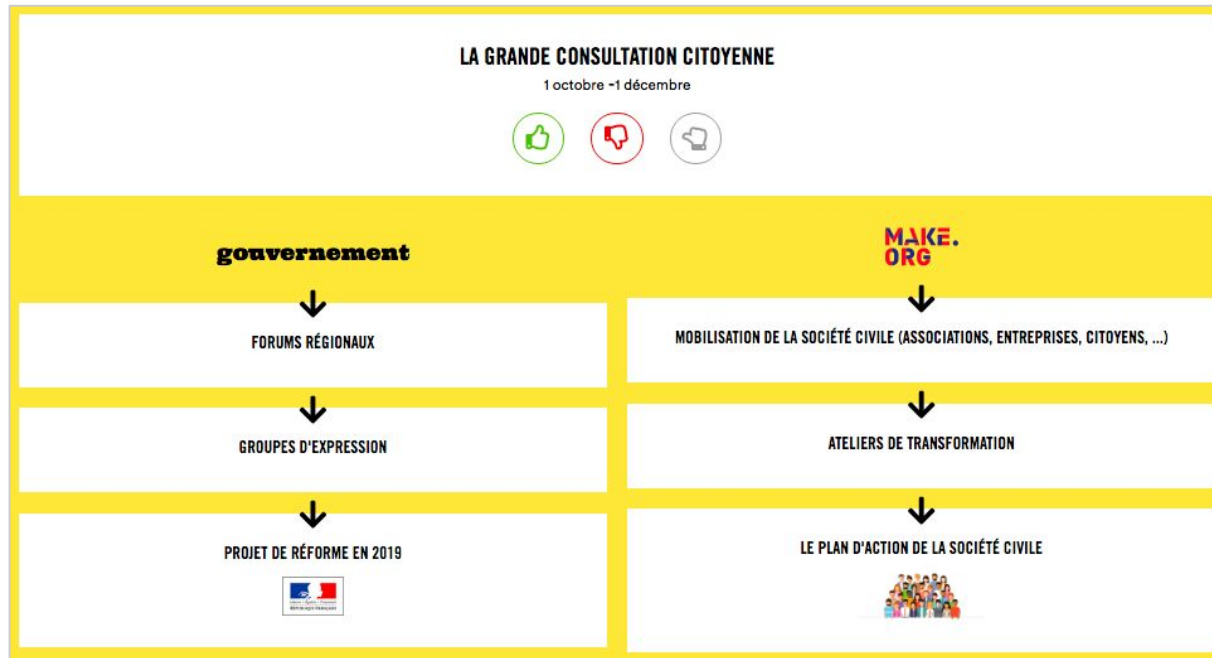 LA GRANDE CONSULTATION CITOYENNE
1 octobre -1 décembre
gouvernement
FORUMS RÉGIONAUX
GROUPES D'EXPRESSION
PROJET DE RÉFORME EN 2019
RÉPUBLIQUE FRANÇAISE
MAKE.
ORG
MOBILISATION DE LA SOCIÉTÉ CIVILE (ASSOCIATIONS, ENTREPRISES, CITOYENS, ...)
ATELIERS DE TRANSFORMATION
LE PLAN D'ACTION DE LA SOCIÉTÉ CIVILE